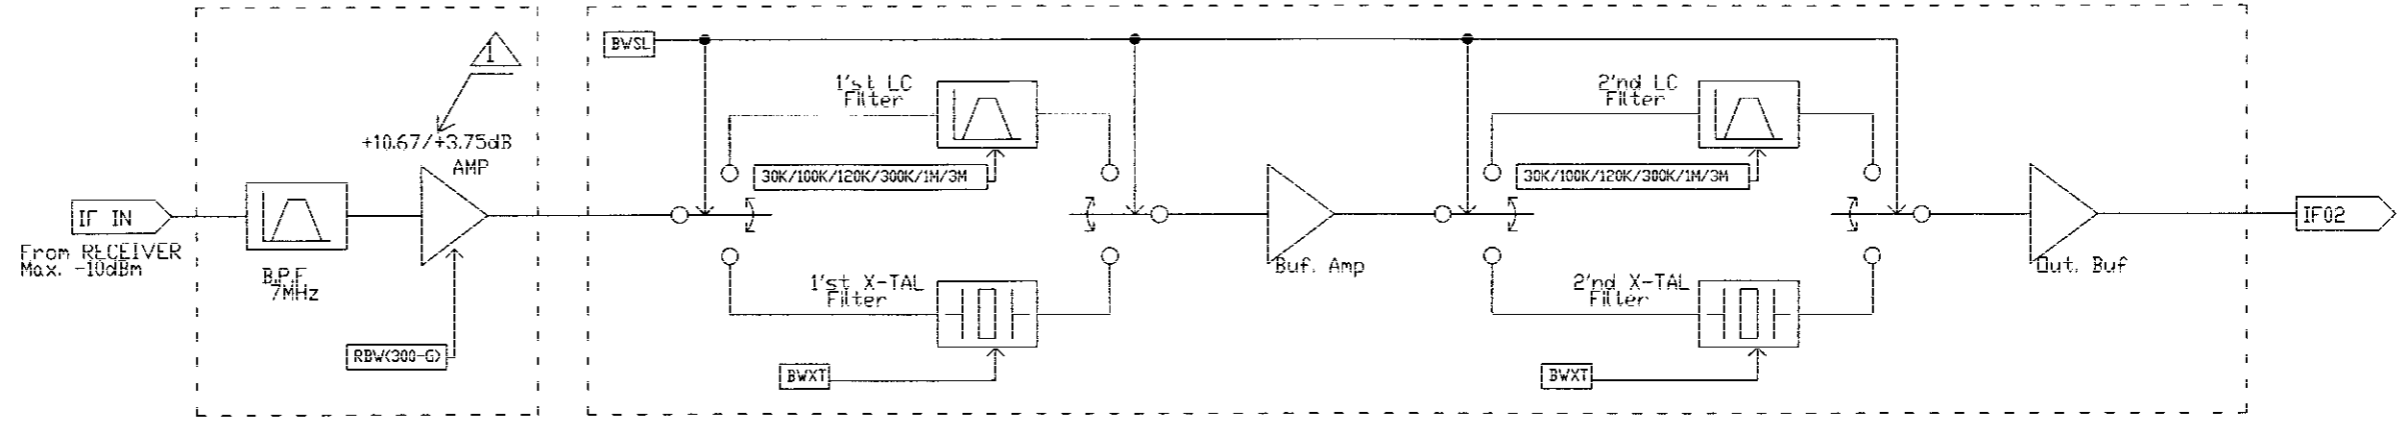 1
+10.67/+3.75dB
AMP
IF IN
From RECEIVER
Max. -10dBm
B.P.F
7MHz
RBW(300-G)
BWSL
1'st LC
Filter
30K/100K/120K/300K/1M/3M
1'st X-TAL
Filter
BWXT
Buf. Amp
2'nd LC
Filter
30K/100K/120K/300K/1M/3M
2'nd X-TAL
Filter
BWXT
Out. Buf
IF02